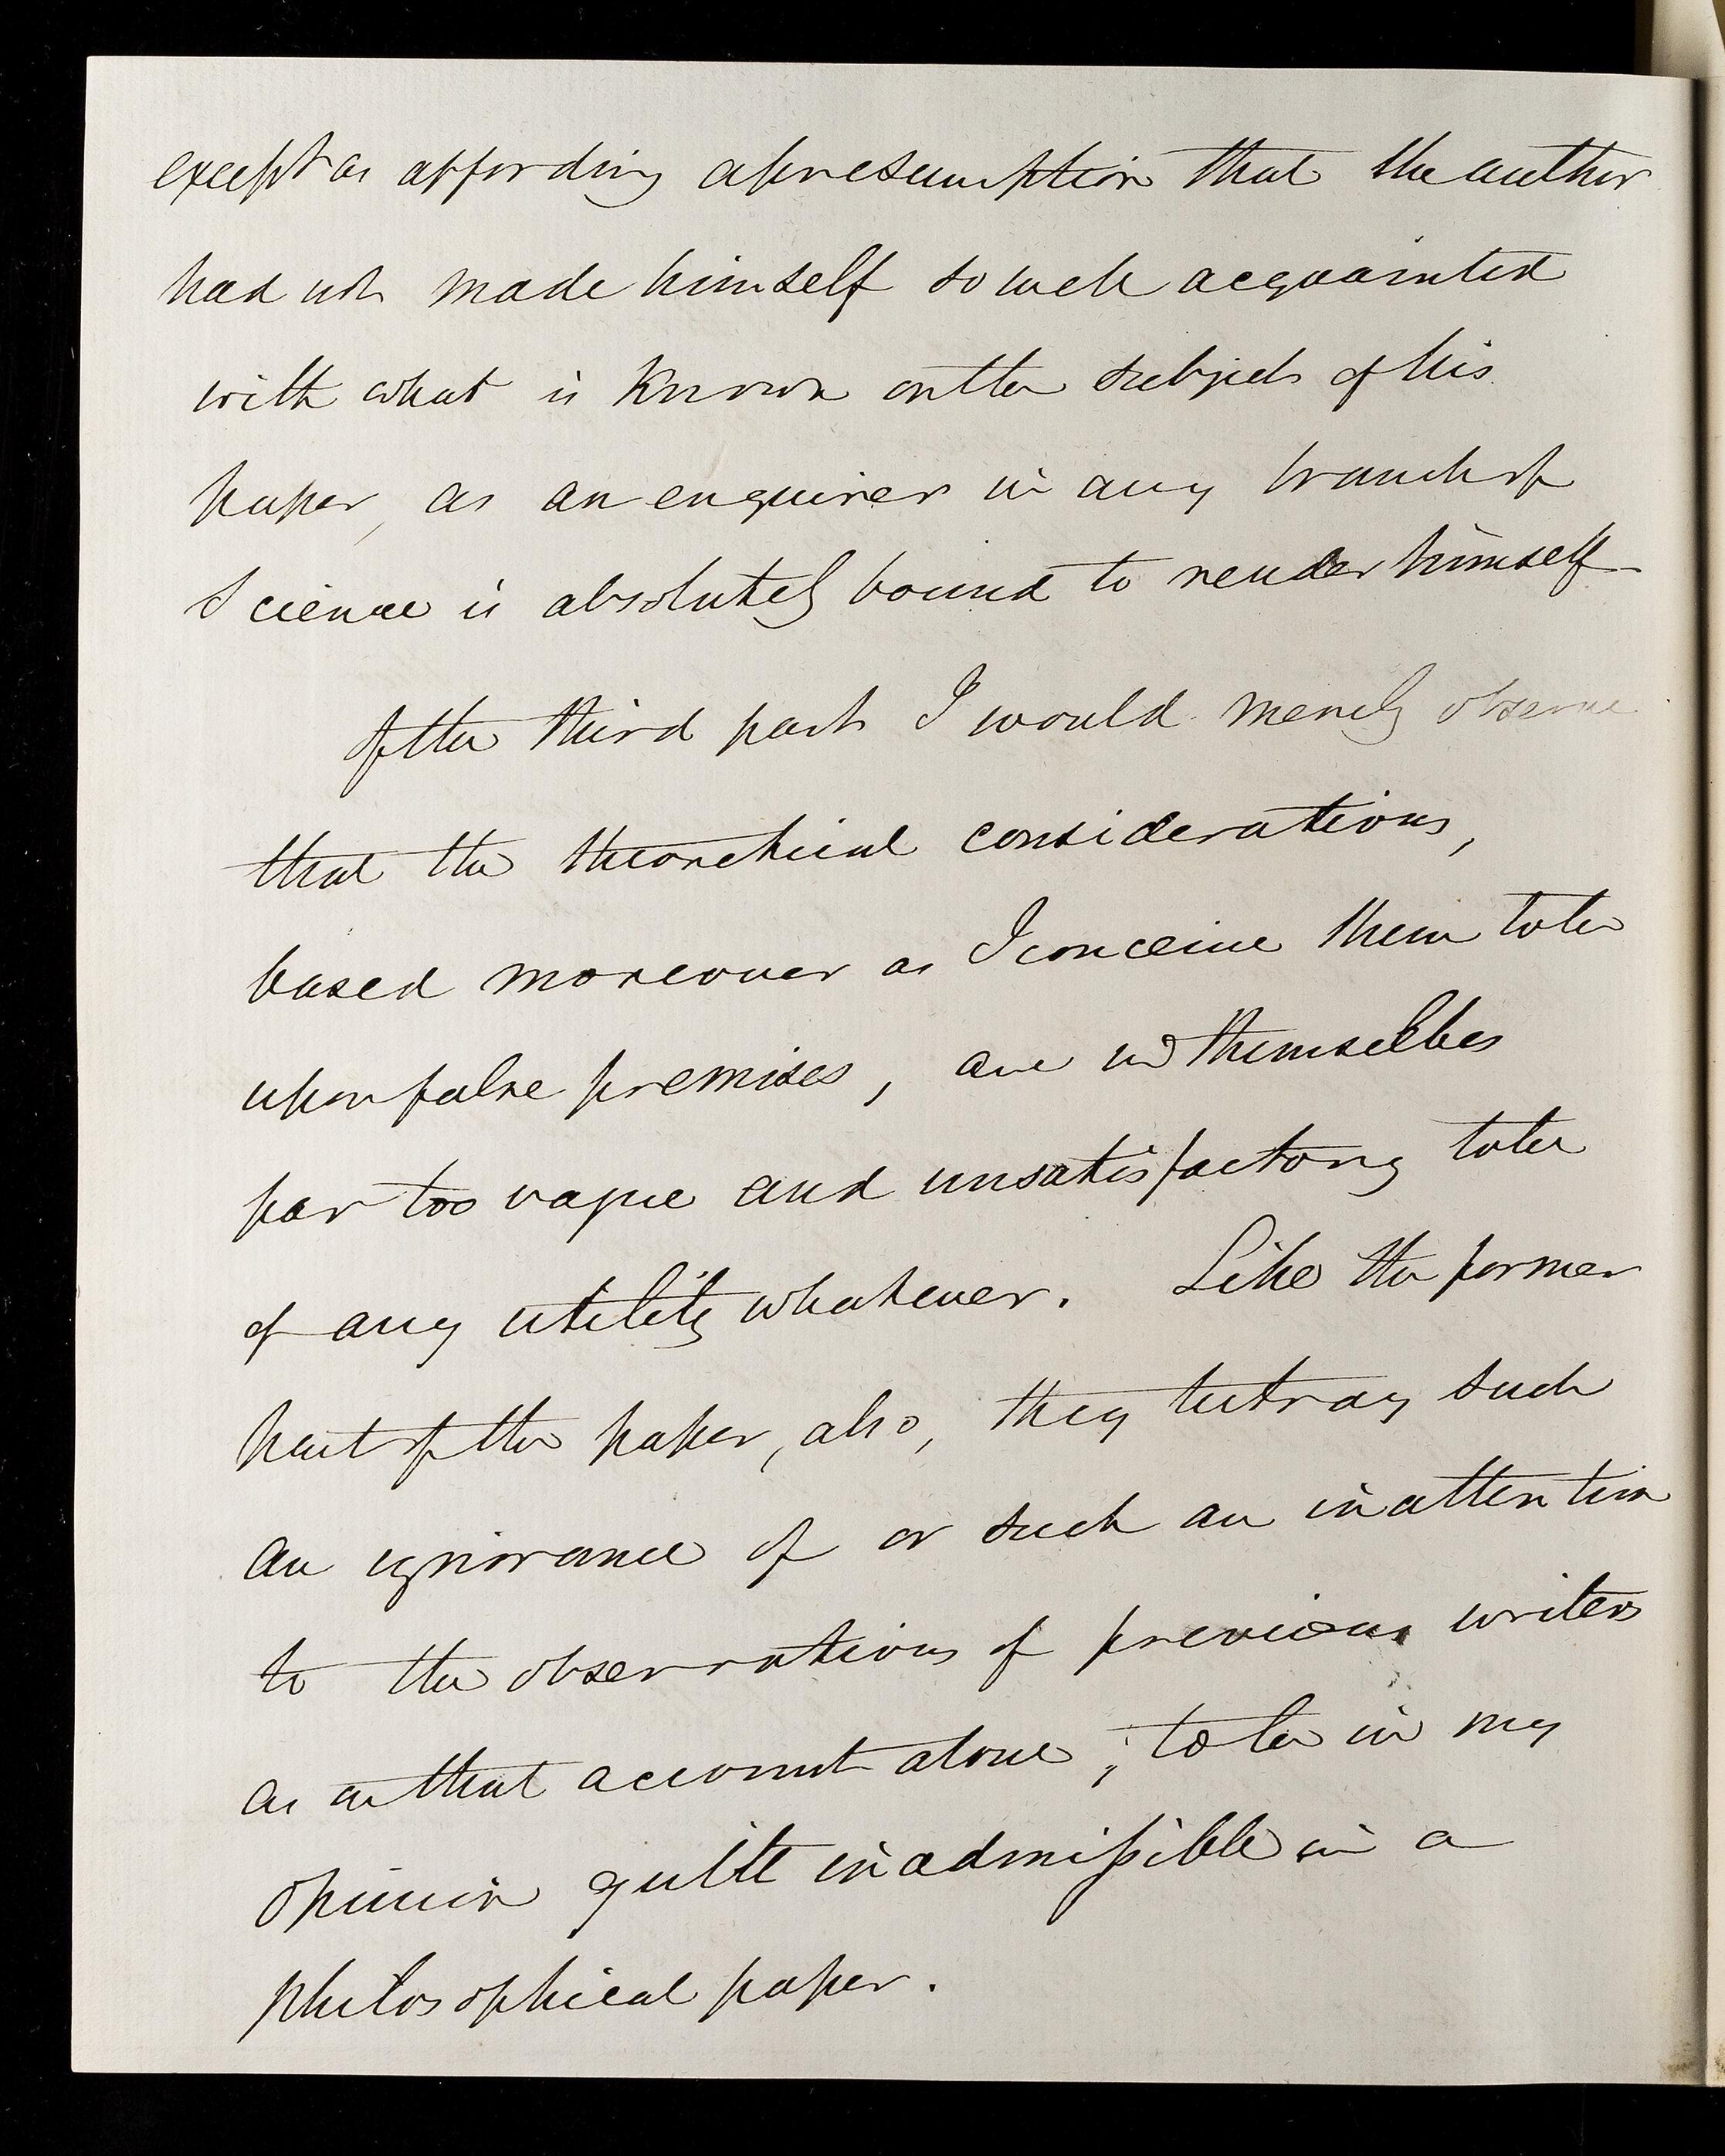 except as affording a presumption that the author
had not made himself so well acquainted
with what is known on the subject of his
paper, as an enquirer in any branch of
Science is absolutely bound to render himself
Of the third part I would merely observe
that the theoretical considerations,
based moreover as I conceive them to be
upon false premises, are in themselves
far too vague and unsatisfactory to be
of any utility whatever. Like the former
part of the paper, also, they betray such
an ignorance of or such an inattention
to the observations of previous writers
as on that account alone, to be in my
opinion quite inadmissible in a
philosophical paper.